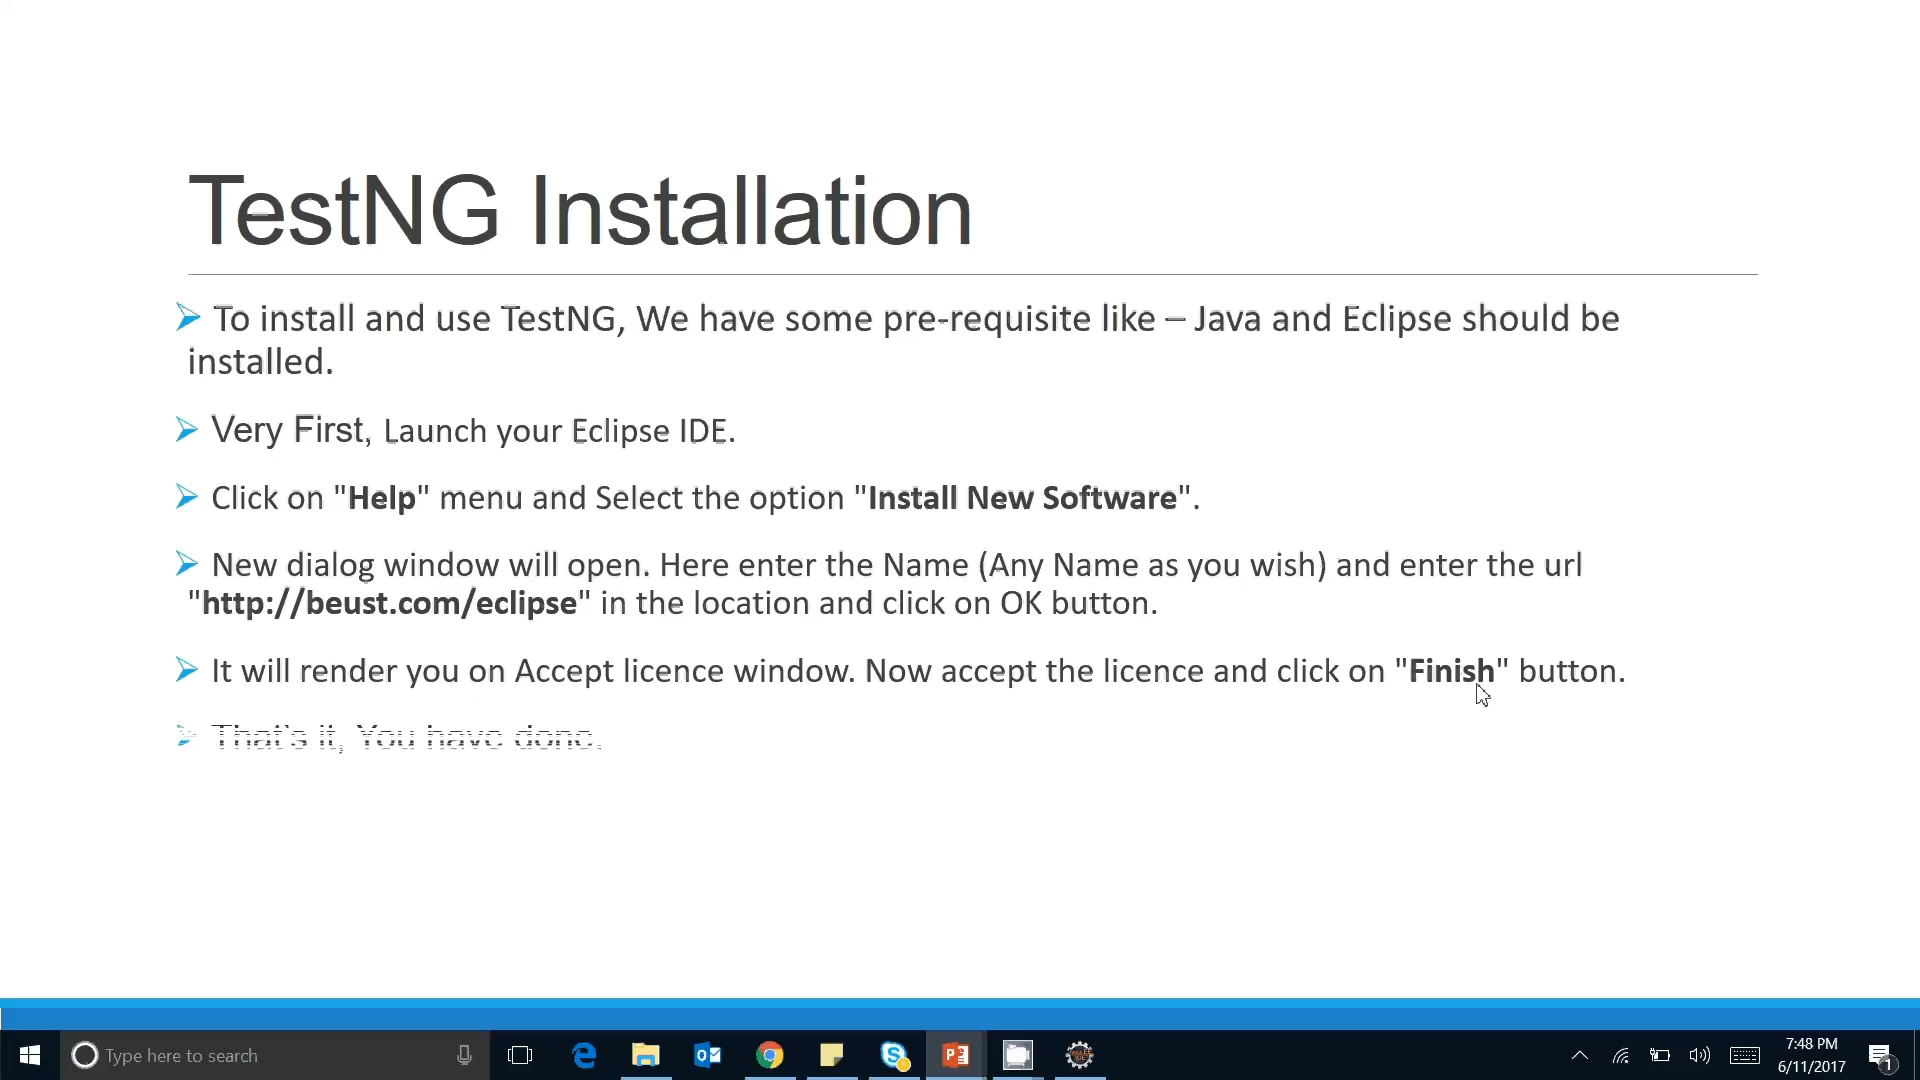 TestNG Installation
To install and use TestNG, We have some pre-requisite like – Java and Eclipse should be
installed.
Very First, Launch your Eclipse IDE.
Click on "Help" menu and Select the option "Install New Software".
New dialog window will open. Here enter the Name (Any Name as you wish) and enter the url
"http://beust.com/eclipse" in the location and click on OK button.
It will render you on Accept licence window. Now accept the licence and click on "Finish" button.
That's it, You have done.
Type here to search
7:48 PM
6/11/2017
1